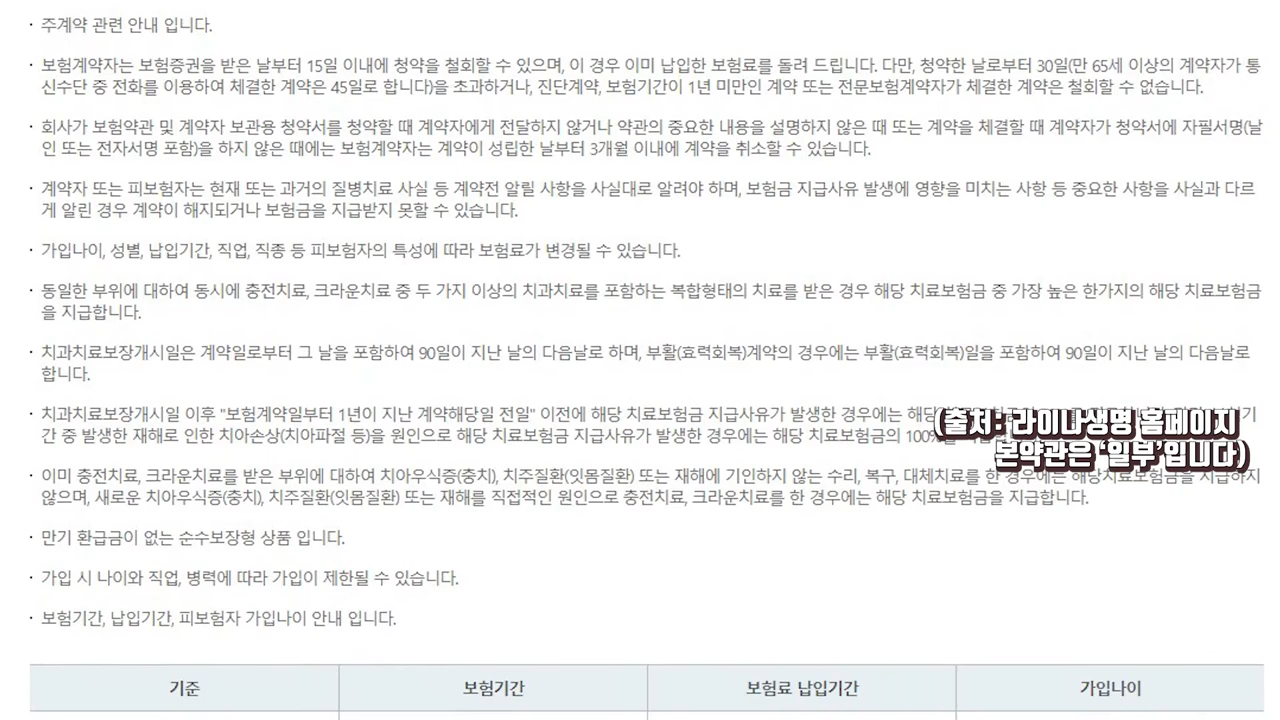 · 주계약 관련 안내 입니다.
· 보험계약자는 보험증권을 받은 날부터 15일 이내에 청약을 철회할 수 있으며, 이 경우 이미 납입한 보험료를 돌려 드립니다. 다만, 청약한 날로부터 30일(만 65세 이상의 계약자가 통
신수단 중 전화를 이용하여 체결한 계약은 45일로 합니다)을 초과하거나, 진단계약, 보험기간이 1년 미만인 계약 또는 전문보험계약자가 체결한 계약은 철회할 수 없습니다.
· 회사가 보험약관 및 계약자 보관용 청약서를 청약할 때 계약자에게 전달하지 않거나 약관의 중요한 내용을 설명하지 않은 때 또는 계약을 체결할 때 계약자가 청약서에 자필서명(날
인 또는 전자서명 포함)을 하지 않은 때에는 보험계약자는 계약이 성립한 날부터 3개월 이내에 계약을 취소할 수 있습니다.
· 계약자 또는 피보험자는 현재 또는 과거의 질병치료 사실 등 계약전 알릴 사항을 사실대로 알려야 하며, 보험금 지급사유 발생에 영향을 미치는 사항 등 중요한 사항을 사실과 다르
게 알린 경우 계약이 해지되거나 보험금을 지급받지 못할 수 있습니다.
· 가입나이, 성별, 납입기간, 직업, 직종 등 피보험자의 특성에 따라 보험료가 변경될 수 있습니다.
· 동일한 부위에 대하여 동시에 충전치료, 크라운치료 중 두 가지 이상의 치과치료를 포함하는 복합형태의 치료를 받은 경우 해당 치료보험금 중 가장 높은 한가지의 해당 치료보험금
을 지급합니다.
· 치과치료보장개시일은 계약일로부터 그 날을 포함하여 90일이 지난 날의 다음날로 하며, 부활(효력회복)계약의 경우에는 부활(효력회복)일을 포함하여 90일이 지난 날의 다음날로
합니다.
· 치과치료보장개시일 이후 "보험계약일부터 1년이 지난 계약해당일 전일" 이전에 해당 치료보험금 지급사유가 발생한 경우에는 해당
간 중 발생한 재해로 인한 치아손상(치아파절 등)을 원인으로 해당 치료보험금 지급사유가 발생한 경우에는 해당 치료보험금의 100%
(출처: 라이나생명 홈페이지
본약관은 '일부'입니다)
· 이미 충전치료, 크라운치료를 받은 부위에 대하여 치아우식증(충치), 치주질환(잇몸질환) 또는 재해에 기인하지 않는 수리, 복구, 대체치료를 한 경우에는 해당치료보험금을 지급하지
않으며, 새로운 치아우식증(충치), 치주질환(잇몸질환) 또는 재해를 직접적인 원인으로 충전치료, 크라운치료를 한 경우에는 해당 치료보험금을 지급합니다.
· 만기 환급금이 없는 순수보장형 상품 입니다.
· 가입 시 나이와 직업, 병력에 따라 가입이 제한될 수 있습니다.
· 보험기간, 납입기간, 피보험자 가입나이 안내 입니다.
기준 보험기간 보험료 납입기간 가입나이